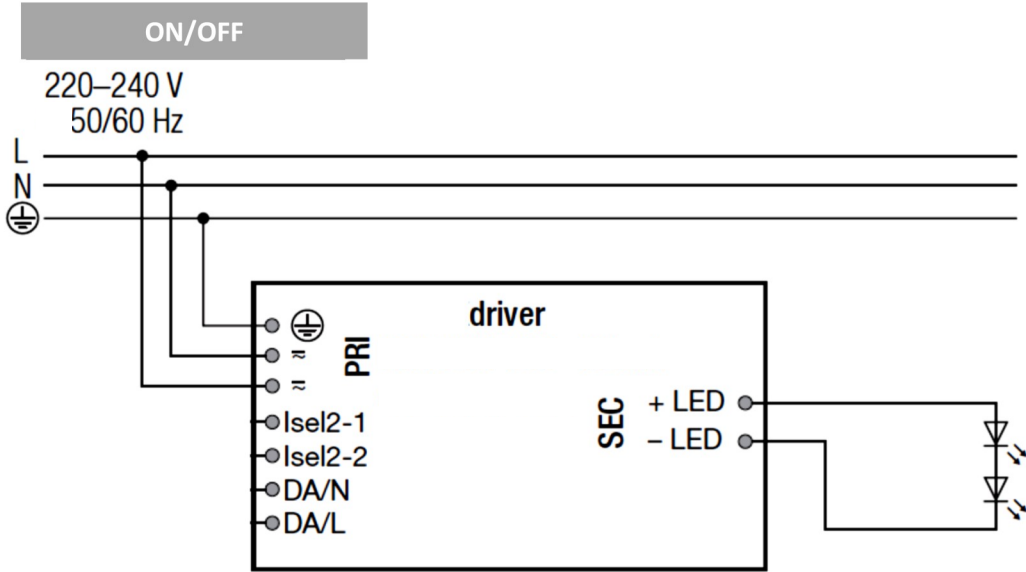 ON/OFF
220–240 V
50/60 Hz
L
N
driver
PRI
≂
≂
Isel2-1
Isel2-2
DA/N
DA/L
SEC
+ LED
– LED